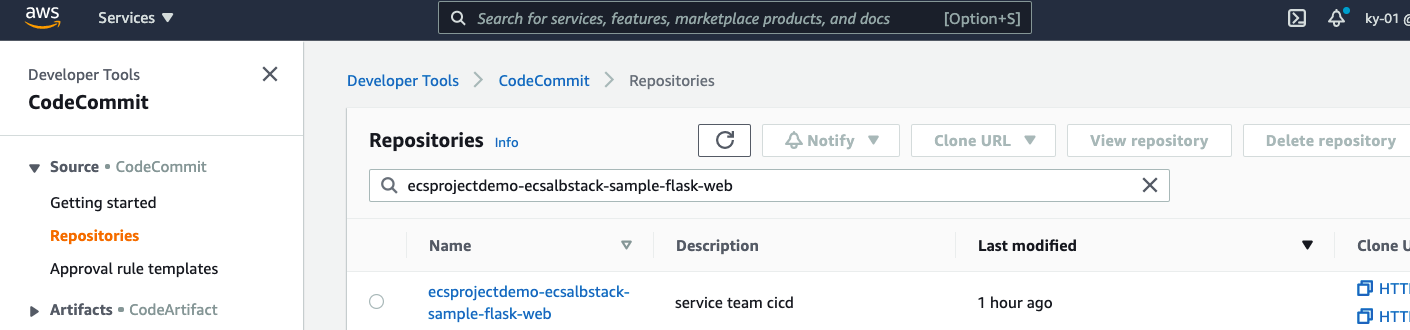 aws Services Search for services, features, marketplace products, and docs [Option+S] ky-01 @
Developer Tools
CodeCommit
Developer Tools CodeCommit Repositories
Repositories Info Notify Clone URL View repository Delete repository
Source • CodeCommit
Getting started
Repositories
Approval rule templates
Artifacts • CodeArtifact
ecsprojectdemo-ecsalbstack-sample-flask-web
Name Description Last modified Clone U
ecsprojectdemo-ecsalbstack-
sample-flask-web
service team cicd
1 hour ago
HTT
HTT